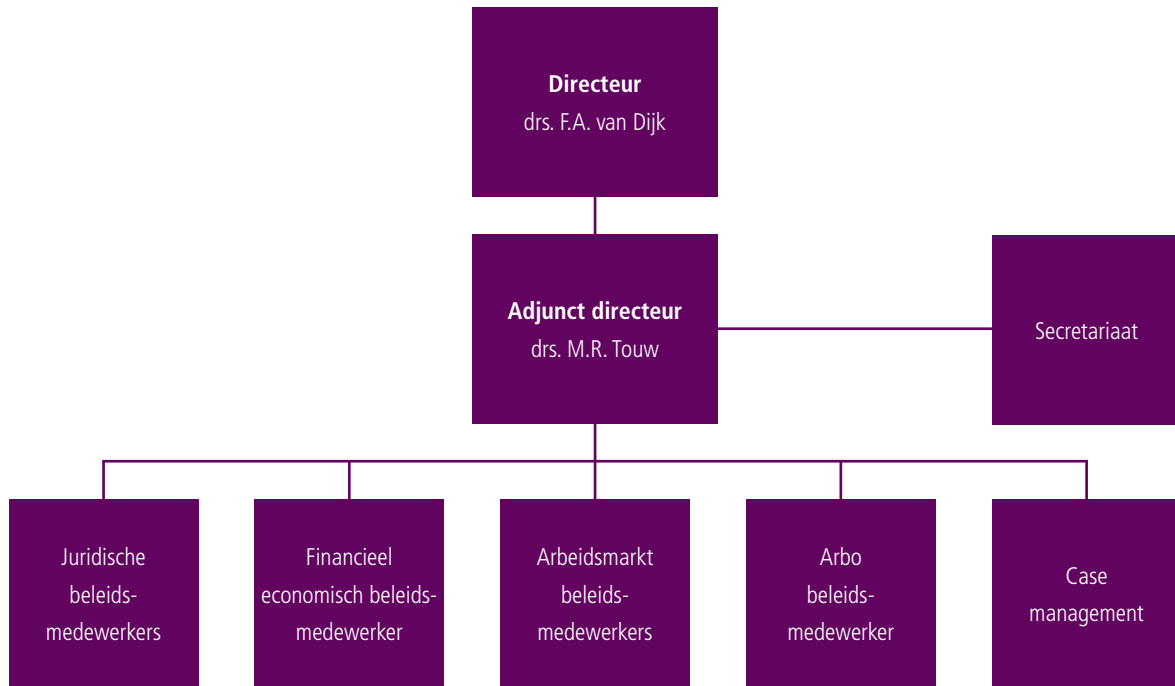 Directeur
drs. F.A. van Dijk
Adjunct directeur
drs. M.R. Touw
Secretariaat
Juridische
beleids-
medewerkers
Financieel
economisch beleids-
medewerker
Arbeidsmarkt
beleids-
medewerkers
Arbo
beleids-
medewerker
Case
management